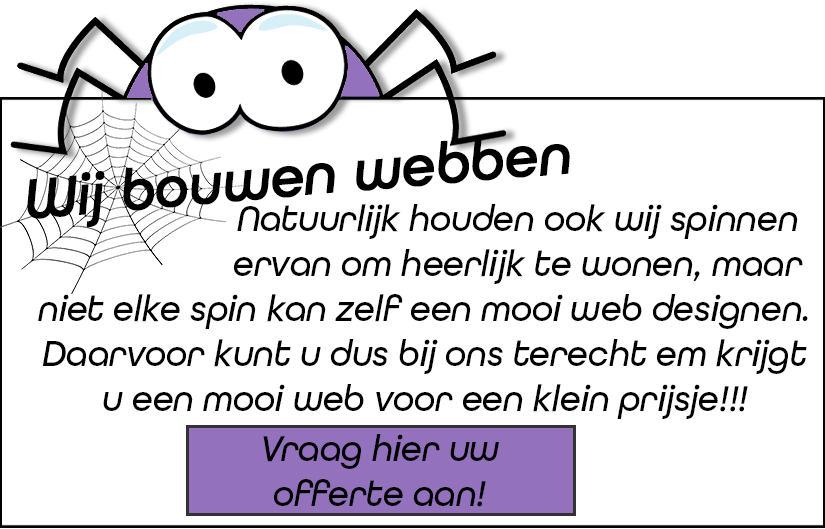 Wij bouwen webben
Natuurlijk houden ook wij spinnen
ervan om heerlijk te wonen, maar
niet elke spin kan zelf een mooi web designen.
Daarvoor kunt u dus bij ons terecht em krijgt
u een mooi web voor een klein prijsje!!!
Vraag hier uw
offerte aan!